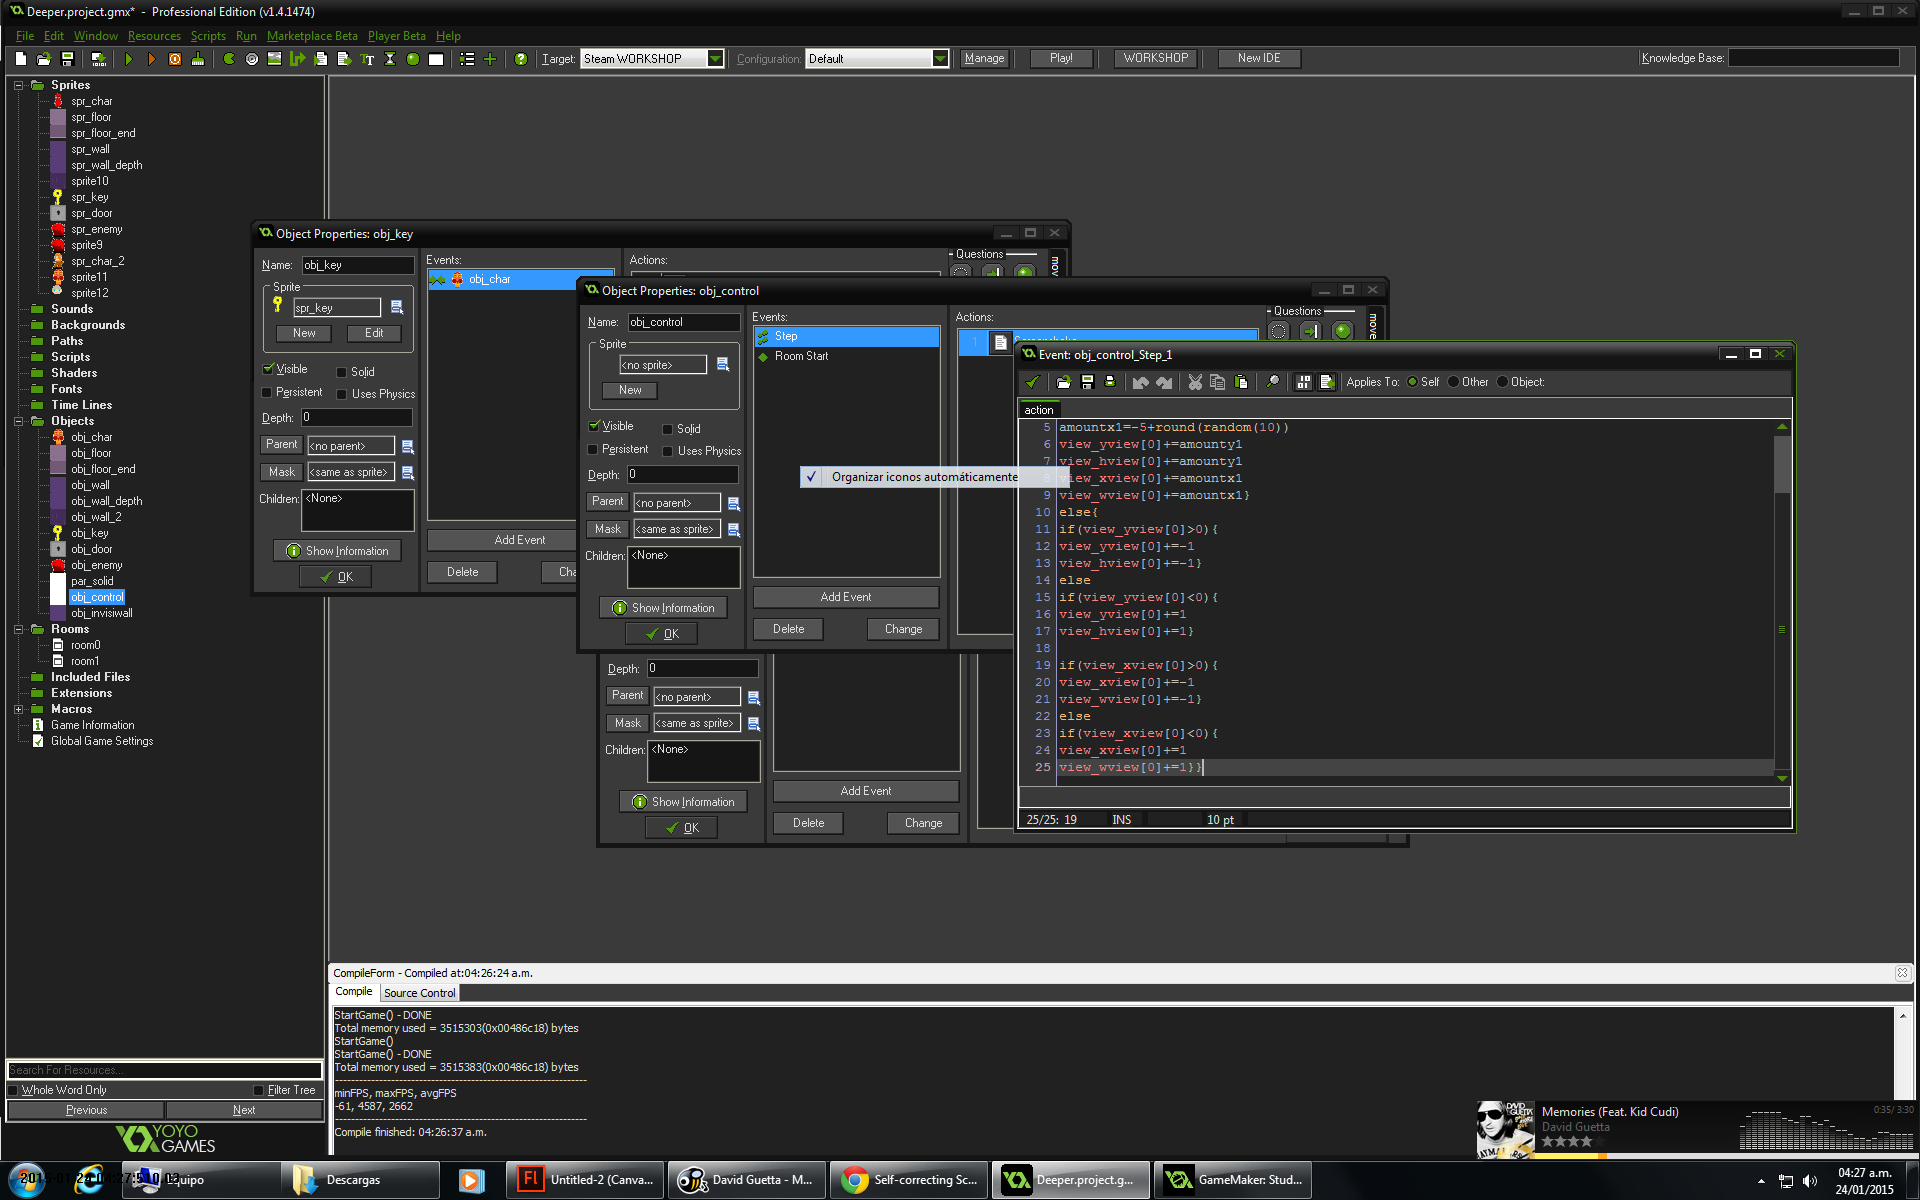 Deeper.project.gmx* - Professional Edition (v1.4.1474)
File Edit Window Resources Scripts Run Marketplace Beta Player Beta Help
Target: Steam WORKSHOP Configuration: Default Manage Play! WORKSHOP New IDE Knowledge Base:
Sprites
spr_char
spr_floor
spr_floor_end
spr_wall
spr_wall_depth
sprite10
spr_key
spr_door
spr_enemy
sprite9
spr_char_2
sprite11
sprite12
Sounds
Backgrounds
Paths
Scripts
Shaders
Fonts
Time Lines
Objects
obj_char
obj_floor
obj_floor_end
obj_wall
obj_wall_depth
obj_wall_2
obj_key
obj_door
obj_enemy
par_solid
obj_control
obj_invisiwall
Rooms
room0
room1
Included Files
Extensions
Macros
Game Information
Global Game Settings
Search For Resources...
Whole Word Only Filter Tree
Previous Next
YOYO
GAMES
Object Properties: obj_key
Name: obj_key
Sprite
spr_key
New Edit
Visible Solid
Persistent Uses Physics
Depth: 0
Parent <no parent>
Mask <same as sprite>
Children: <None>
Show Information
OK
Events:
obj_char
Add Event
Delete
Actions:
Questions
move
Object Properties: obj_control
Name: obj_control
Sprite
<no sprite>
New
Visible Solid
Persistent Uses Physics
Depth: 0
Parent <no parent>
Mask <same as sprite>
Children: <None>
Show Information
OK
Events:
Step
Room Start
Add Event
Delete Change
Actions:
1
Questions
move
Organizar iconos automáticamente
Depth: 0
Parent <no parent>
Mask <same as sprite>
Children: <None>
Show Information
OK
Add Event
Delete Change
Event: obj_control_Step_1
Applies To: Self Other Object:
action
5 amountx1=-5+round(random(10))
6 view_yview[0]+=amounty1
7 view_hview[0]+=amounty1
8 view_xview[0]+=amountx1
9 view_wview[0]+=amountx1}
10 else{
11 if(view_yview[0]>0){
12 view_yview[0]+=-1
13 view_hview[0]+=-1}
14 else
15 if(view_yview[0]<0){
16 view_yview[0]+=1
17 view_hview[0]+=1}
18
19 if(view_xview[0]>0){
20 view_xview[0]+=-1
21 view_wview[0]+=-1}
22 else
23 if(view_xview[0]<0){
24 view_xview[0]+=1
25 view_wview[0]+=1}}
25/25: 19 INS 10 pt
CompileForm - Compiled at:04:26:24 a.m.
Compile Source Control
StartGame() - DONE
Total memory used = 3515303(0x00486c18) bytes
StartGame()
StartGame() - DONE
Total memory used = 3515383(0x00486c18) bytes
minFPS, maxFPS, avgFPS
-61, 4587, 2662
Compile finished: 04:26:37 a.m.
Memories (Feat. Kid Cudi)
David Guetta
0:35/ 3:30
Equipo Descargas Untitled-2 (Canva... David Guetta - M... Self-correcting Sc... Deeper.project.g... GameMaker: Stud...
04:27 a.m.
24/01/2015